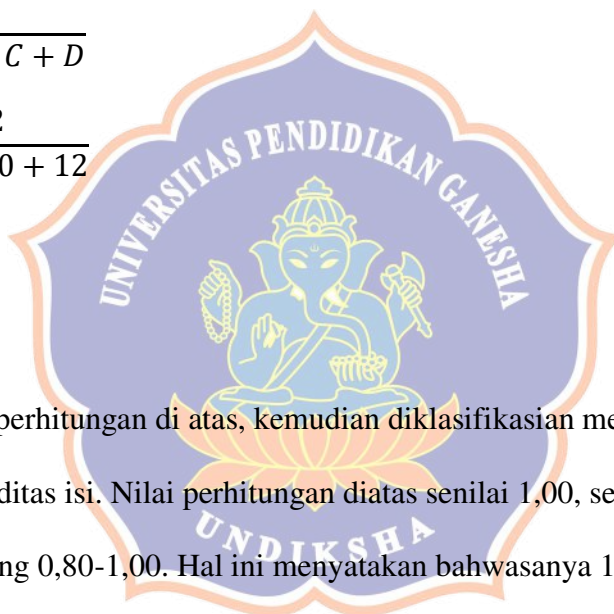 C + D
2
0 + 12
UNIVERSITAS PENDIDIKAN GANESHA
perhitungan di atas, kemudian diklasifikasian me
ditas isi. Nilai perhitungan diatas senilai 1,00, se
UNDIKSHA
ng 0,80-1,00. Hal ini menyatakan bahwasanya 1